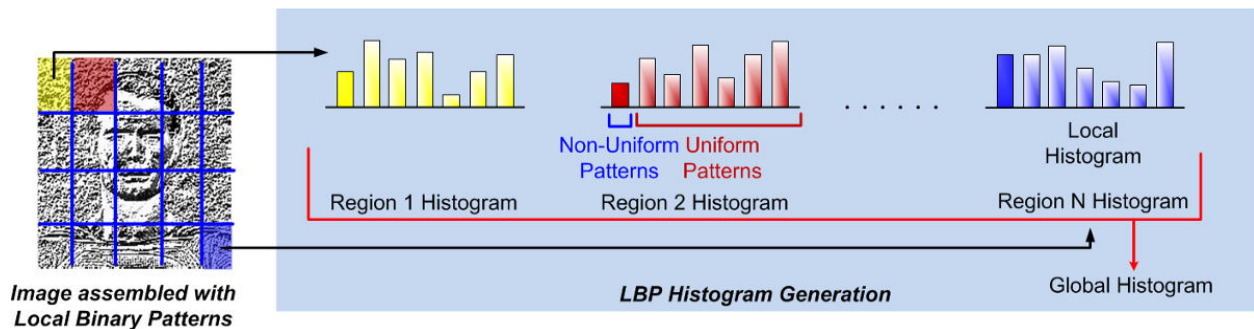 Non-Uniform Uniform
Patterns Patterns
Local
Histogram
Region 1 Histogram
Region 2 Histogram
Region N Histogram
Global Histogram
Image assembled with
Local Binary Patterns
LBP Histogram Generation